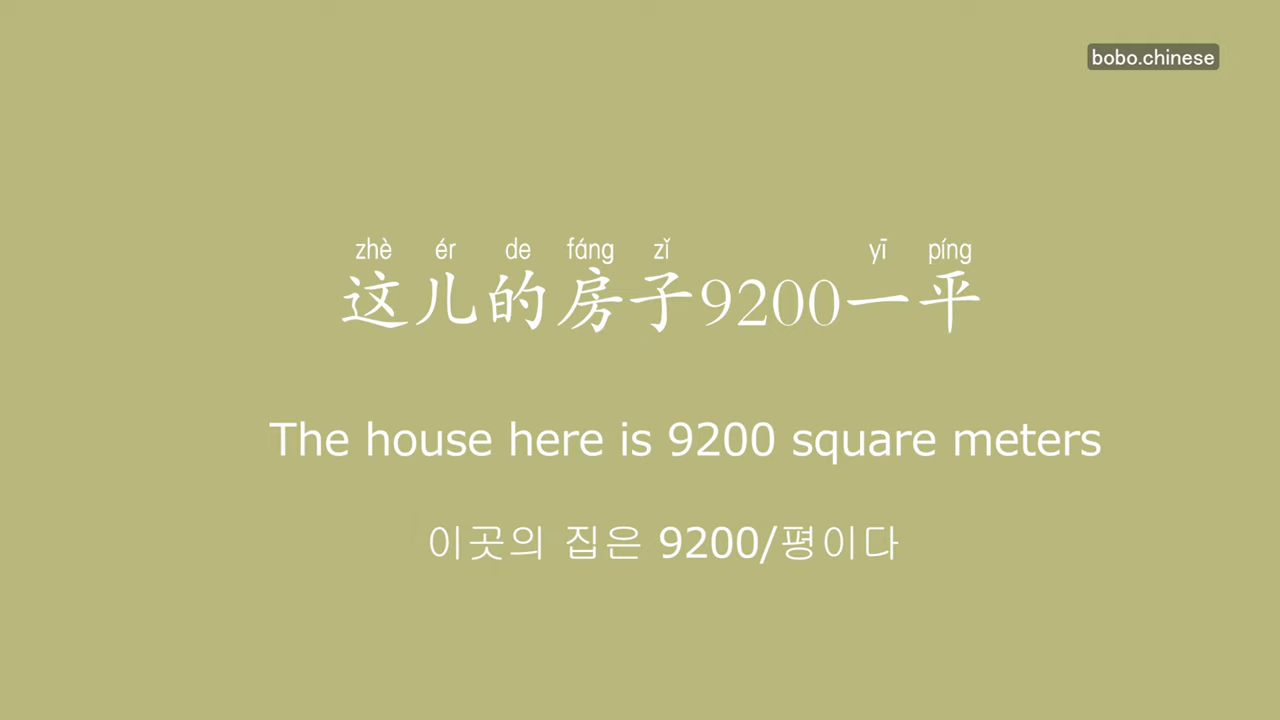 bobo.chinese
zhè ér de fáng zǐ yī píng
这儿的房子9200一平
The house here is 9200 square meters
이곳의 집은 9200/평이다